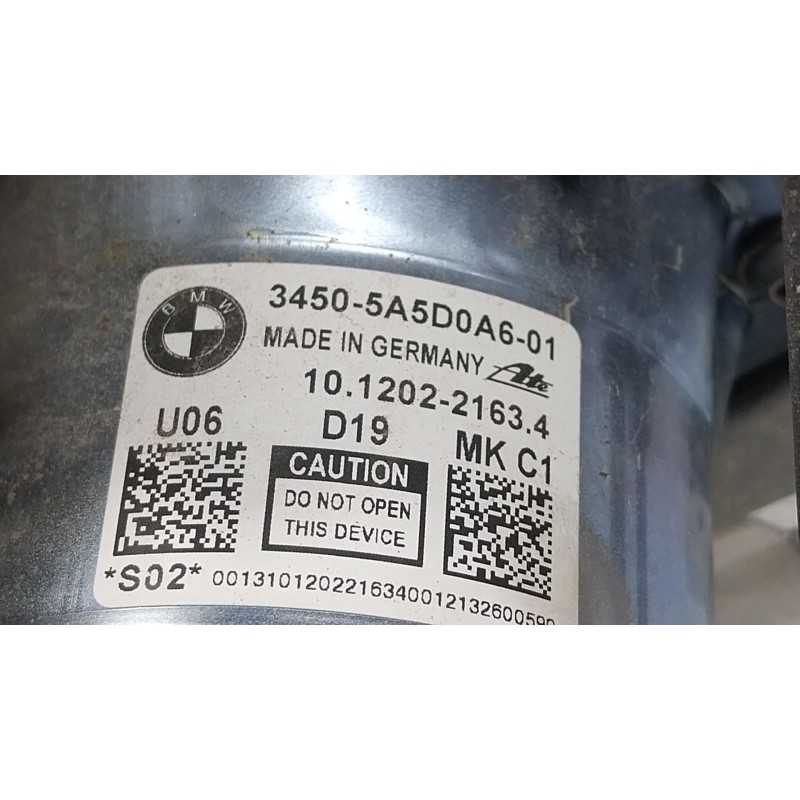 BMW
3450-5A5D0A6-01
MADE IN GERMANY Ate
10.1202-2163.4
U06 D19 MK C1
CAUTION
DO NOT OPEN
THIS DEVICE
*S02* 0013101202216340012132600590